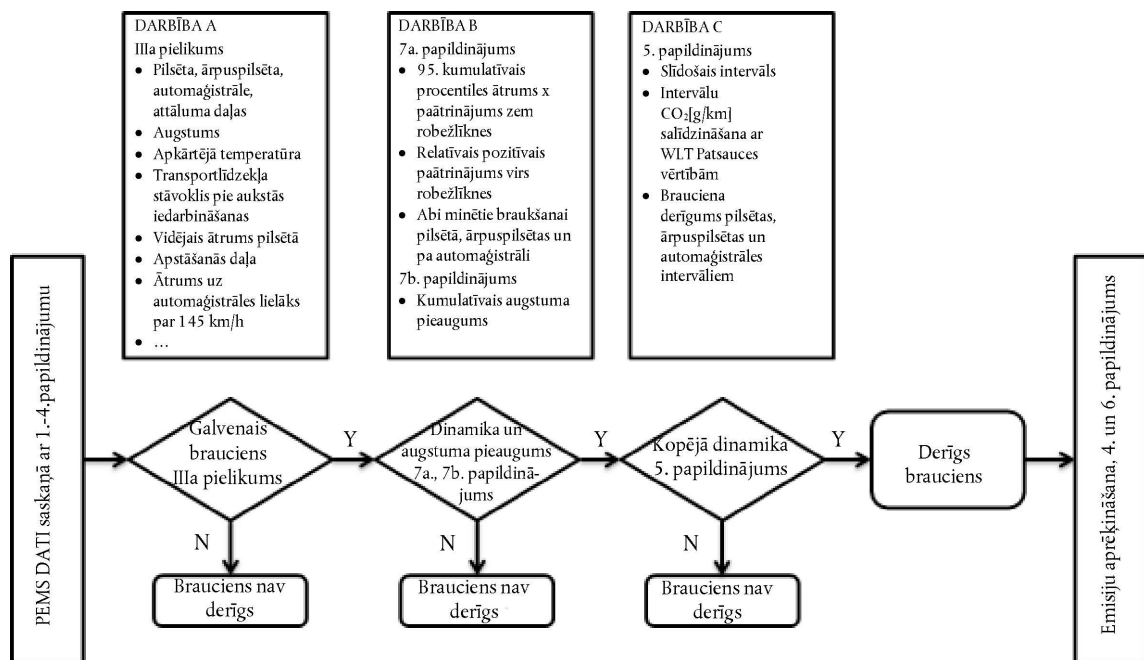 DARBĪBA A
IIIa pielikums
• Pilsēta, ārpuspilsēta,
automaģistrāle,
attāluma daļas
• Augstums
• Apkārtējā temperatūra
• Transportlīdzekļa
stāvoklis pie aukstās
iedarbināšanas
• Vidējais ātrums pilsētā
• Apstāšanās daļa
• Ātrums uz
automaģistrāles lielāks
par 145 km/h
• …
DARBĪBA B
7a. papildinājums
• 95. kumulatīvais
procentiles ātrums x
paātrinājums zem
robežlīknes
• Relatīvais pozitīvais
paātrinājums virs
robežlīknes
• Abi minētie braukšanai
pilsētā, ārpuspilsētas un
pa automaģistrāli
7b. papildinājums
• Kumulatīvais augstuma
pieaugums
DARBĪBA C
5. papildinājums
• Slīdošais intervāls
• Intervālu
CO₂[g/km]
salīdzināšana ar
WLT Patsauces
vērtībām
• Brauciena
derīgums pilsētas,
ārpuspilsētas un
automaģistrāles
intervāliem
PEMS DATI saskaņā ar 1.-4.papildinājumu
Galvenais
brauciens
IIIa pielikums
Y
N
Brauciens nav
derīgs
Dinamika un
augstuma pieaugums
7a., 7b. papildinā-
jums
Y
N
Brauciens nav
derīgs
Kopējā dinamika
5. papildinājums
Y
N
Brauciens nav
derīgs
Derīgs
brauciens
Emisiju aprēķināšana, 4. un 6. papildinājums